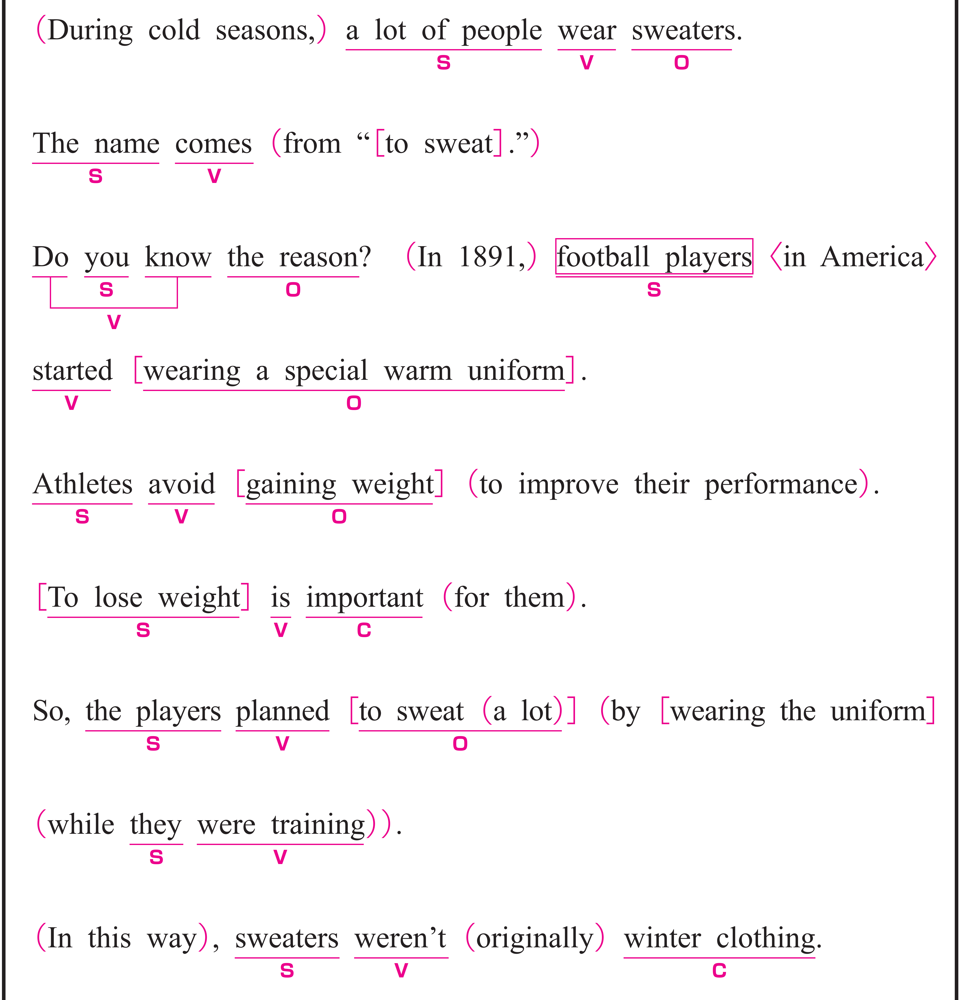 (During cold seasons,) a lot of people wear sweaters.
S V O
The name comes (from “[to sweat].”)
S V
Do you know the reason? (In 1891,) football players 〈in America〉
S O S
V
started [wearing a special warm uniform].
V O
Athletes avoid [gaining weight] (to improve their performance).
S V O
[To lose weight] is important (for them).
S V C
So, the players planned [to sweat (a lot)] (by [wearing the uniform]
S V O
(while they were training)).
S V
(In this way), sweaters weren’t (originally) winter clothing.
S V C